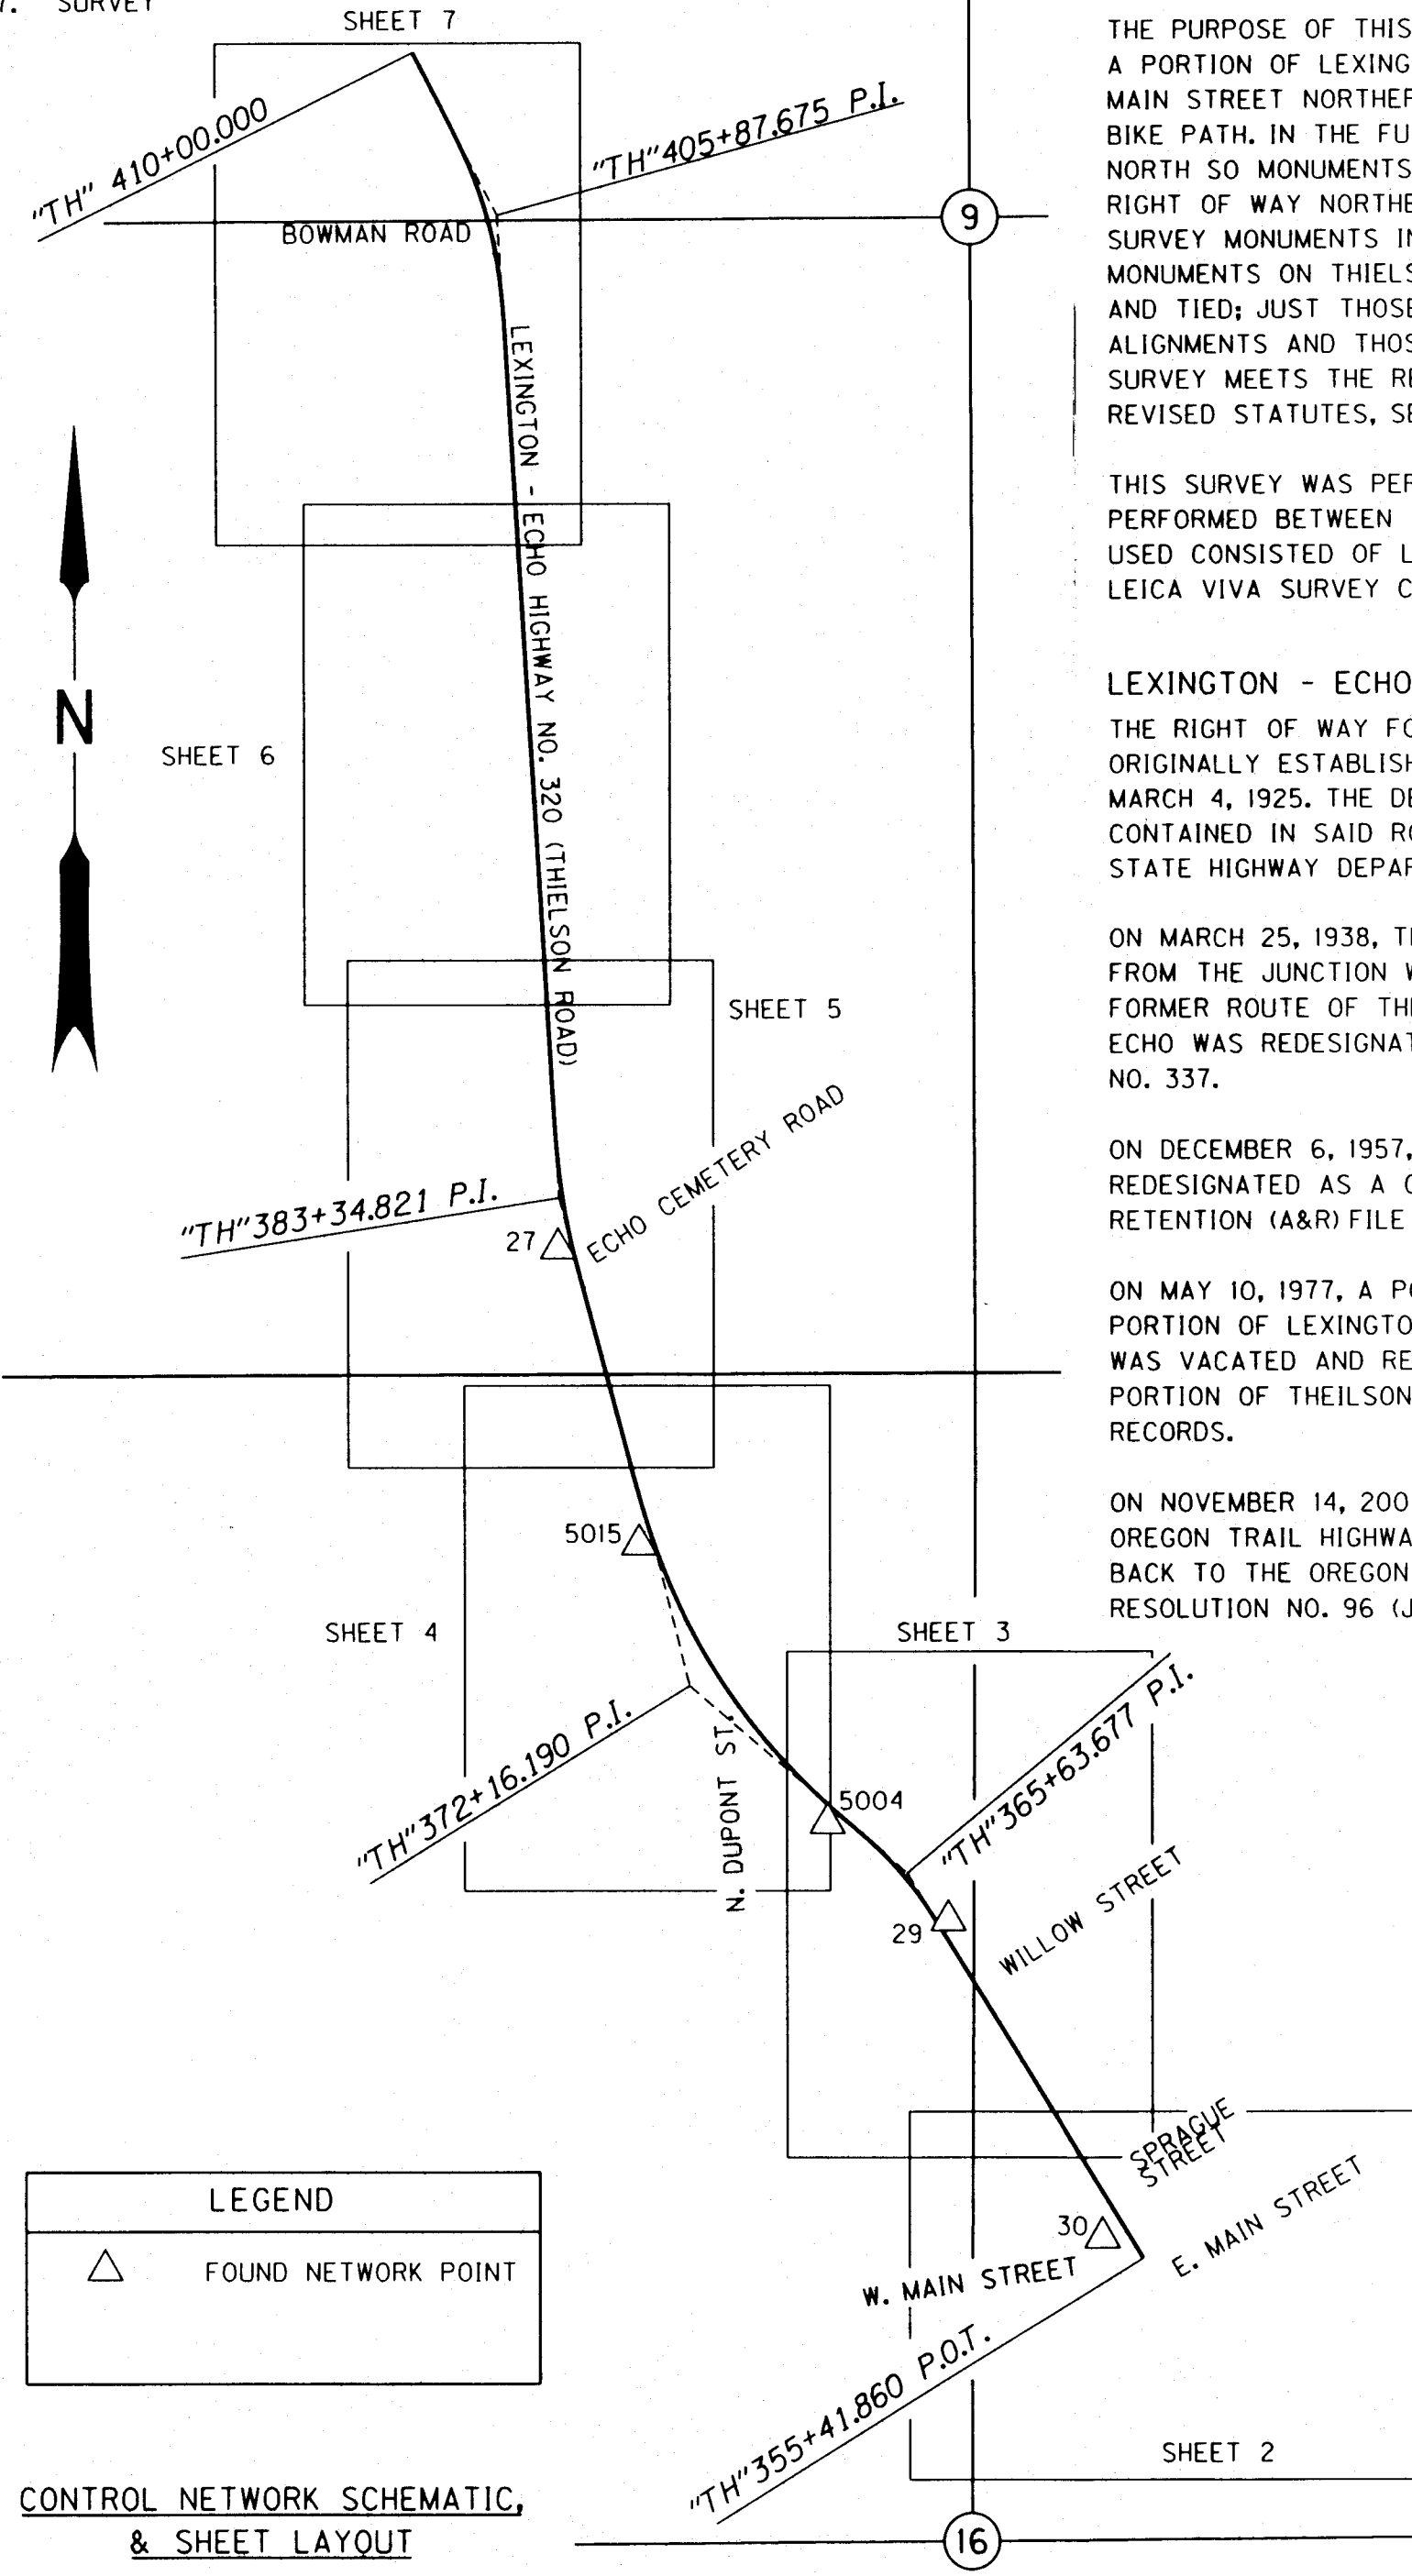 SURVEY
SHEET 7
"TH" 410+00.000
"TH"405+87.675 P.I.
BOWMAN ROAD
9
LEXINGTON - ECHO HIGHWAY NO. 320 (THIELSON ROAD)
N
SHEET 6
SHEET 5
ECHO CEMETERY ROAD
"TH"383+34.821 P.I.
27
5015
SHEET 4
SHEET 3
"TH"372+16.190 P.I.
N. DUPONT ST.
5004
"TH"365+63.677 P.I.
29
WILLOW STREET
SPRAGUE
STREET
30
W. MAIN STREET
E. MAIN STREET
"TH"355+41.860 P.O.T.
SHEET 2
16
LEGEND
FOUND NETWORK POINT
CONTROL NETWORK SCHEMATIC,
& SHEET LAYOUT
THE PURPOSE OF THIS
A PORTION OF LEXING
MAIN STREET NORTHER
BIKE PATH. IN THE FU
NORTH SO MONUMENTS
RIGHT OF WAY NORTHE
SURVEY MONUMENTS IN
MONUMENTS ON THIELS
AND TIED; JUST THOSE
ALIGNMENTS AND THOS
SURVEY MEETS THE RE
REVISED STATUTES, SE
THIS SURVEY WAS PER
PERFORMED BETWEEN
USED CONSISTED OF L
LEICA VIVA SURVEY C
LEXINGTON - ECHO
THE RIGHT OF WAY FO
ORIGINALLY ESTABLISH
MARCH 4, 1925. THE DE
CONTAINED IN SAID RO
STATE HIGHWAY DEPAR
ON MARCH 25, 1938, TH
FROM THE JUNCTION W
FORMER ROUTE OF THE
ECHO WAS REDESIGNAT
NO. 337.
ON DECEMBER 6, 1957,
REDESIGNATED AS A C
RETENTION (A&R) FILE
ON MAY 10, 1977, A PO
PORTION OF LEXINGTO
WAS VACATED AND RE
PORTION OF THEILSON
RECORDS.
ON NOVEMBER 14, 200
OREGON TRAIL HIGHWA
BACK TO THE OREGON
RESOLUTION NO. 96 (J